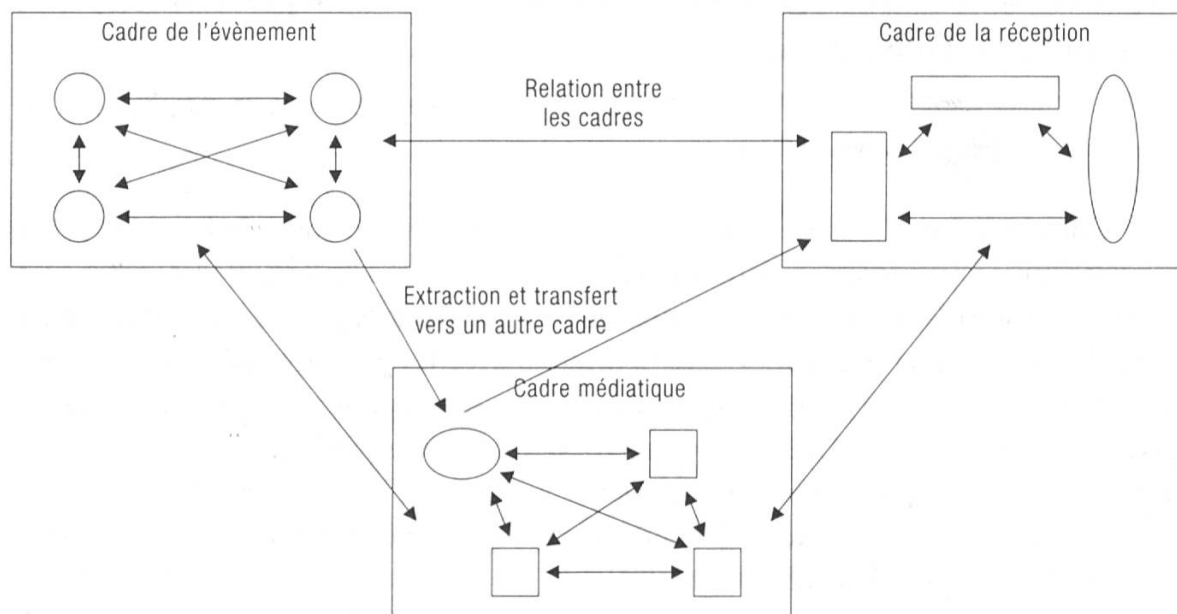 Cadre de l'évènement
Cadre de la réception
Relation entre
les cadres
Extraction et transfert
vers un autre cadre
Cadre médiatique